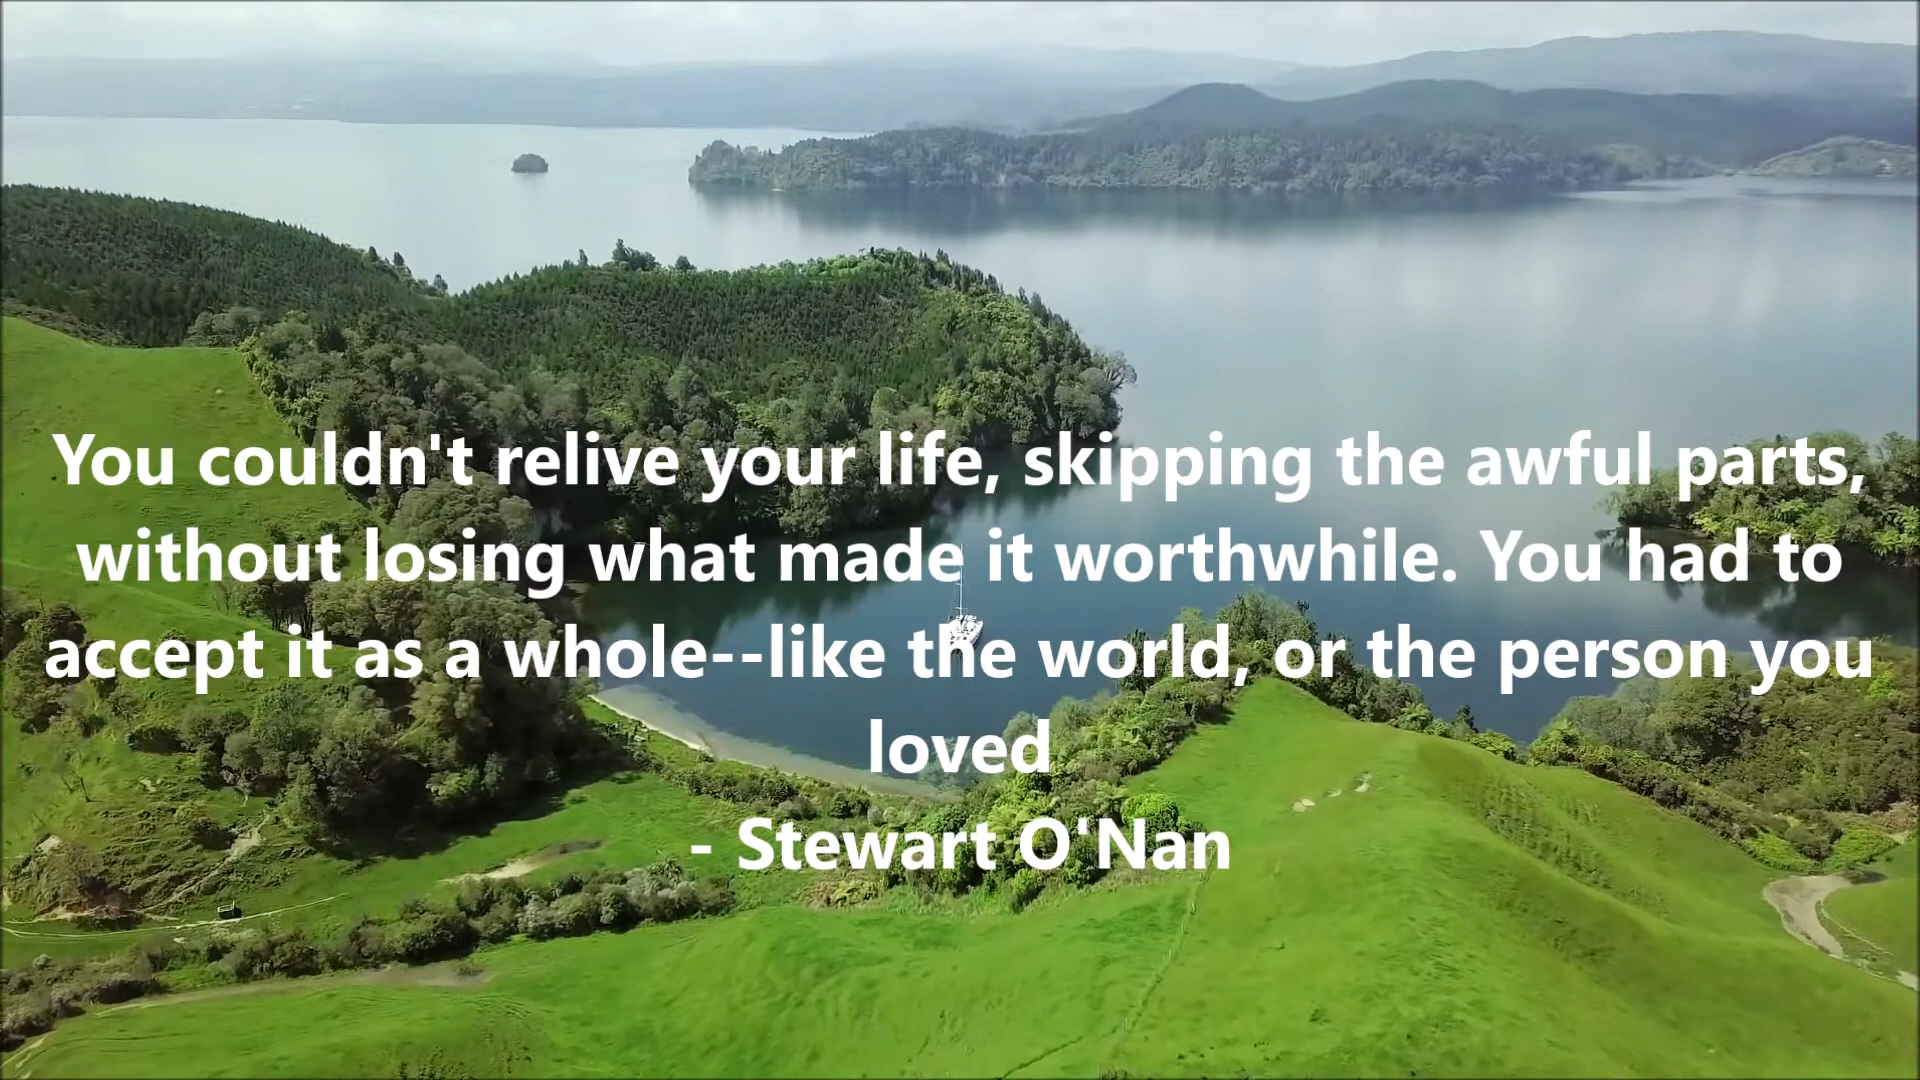 You couldn't relive your life, skipping the awful parts,
without losing what made it worthwhile. You had to
accept it as a whole--like the world, or the person you
loved
- Stewart O'Nan